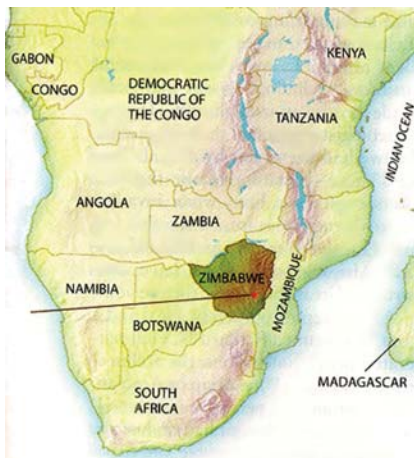 KENYA
GABON
CONGO
DEMOCRATIC
REPUBLIC OF
THE CONGO
TANZANIA
INDIAN OCEAN
ANGOLA
ZAMBIA
ZIMBABWE
MOZAMBIQUE
NAMIBIA
BOTSWANA
MADAGASCAR
SOUTH
AFRICA